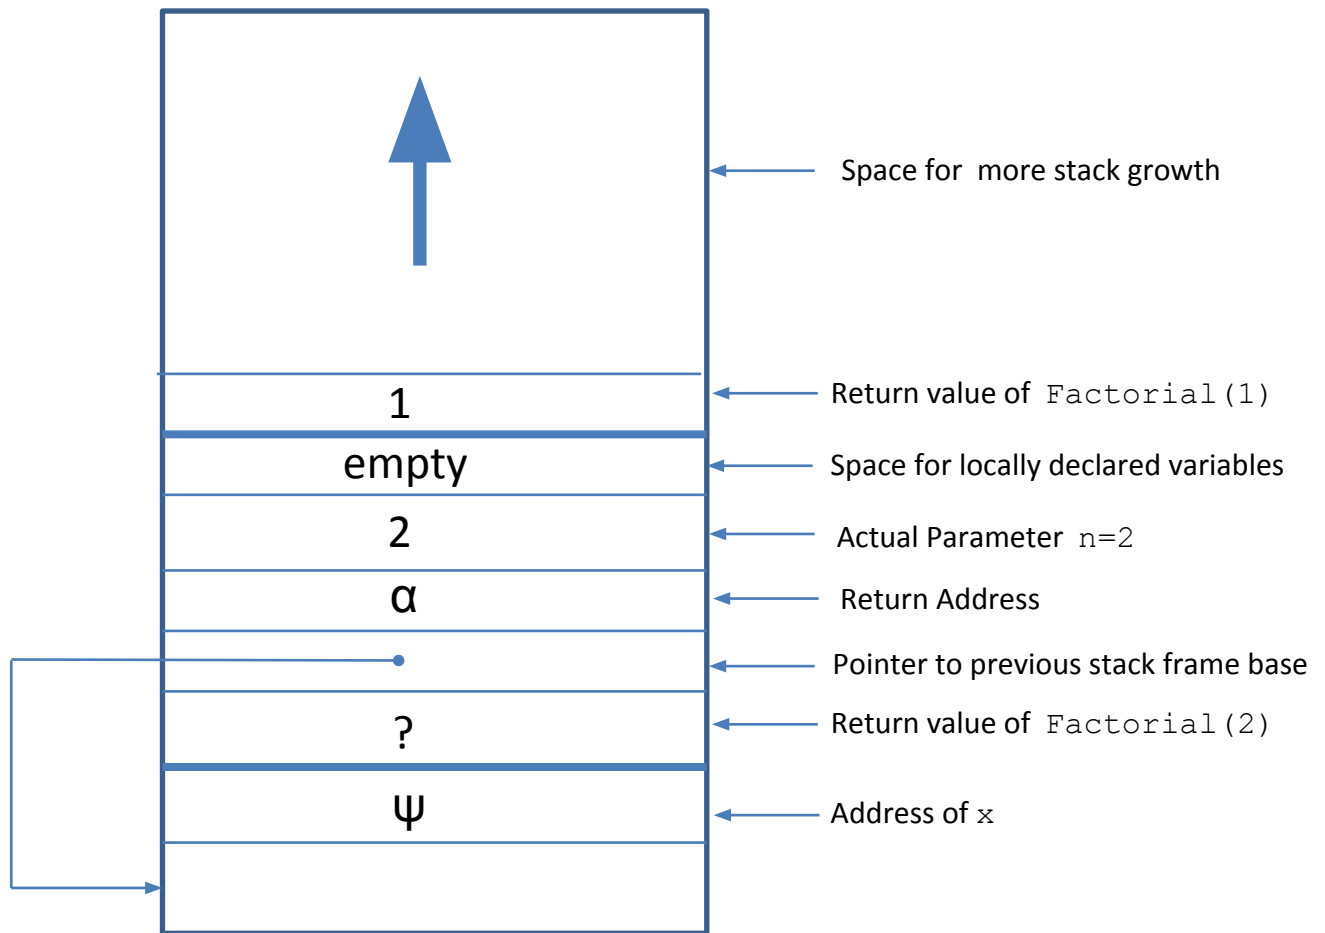 Space for more stack growth
1
Return value of Factorial(1)
empty
Space for locally declared variables
2
Actual Parameter n=2
α
Return Address
Pointer to previous stack frame base
?
Return value of Factorial(2)
ψ
Address of x